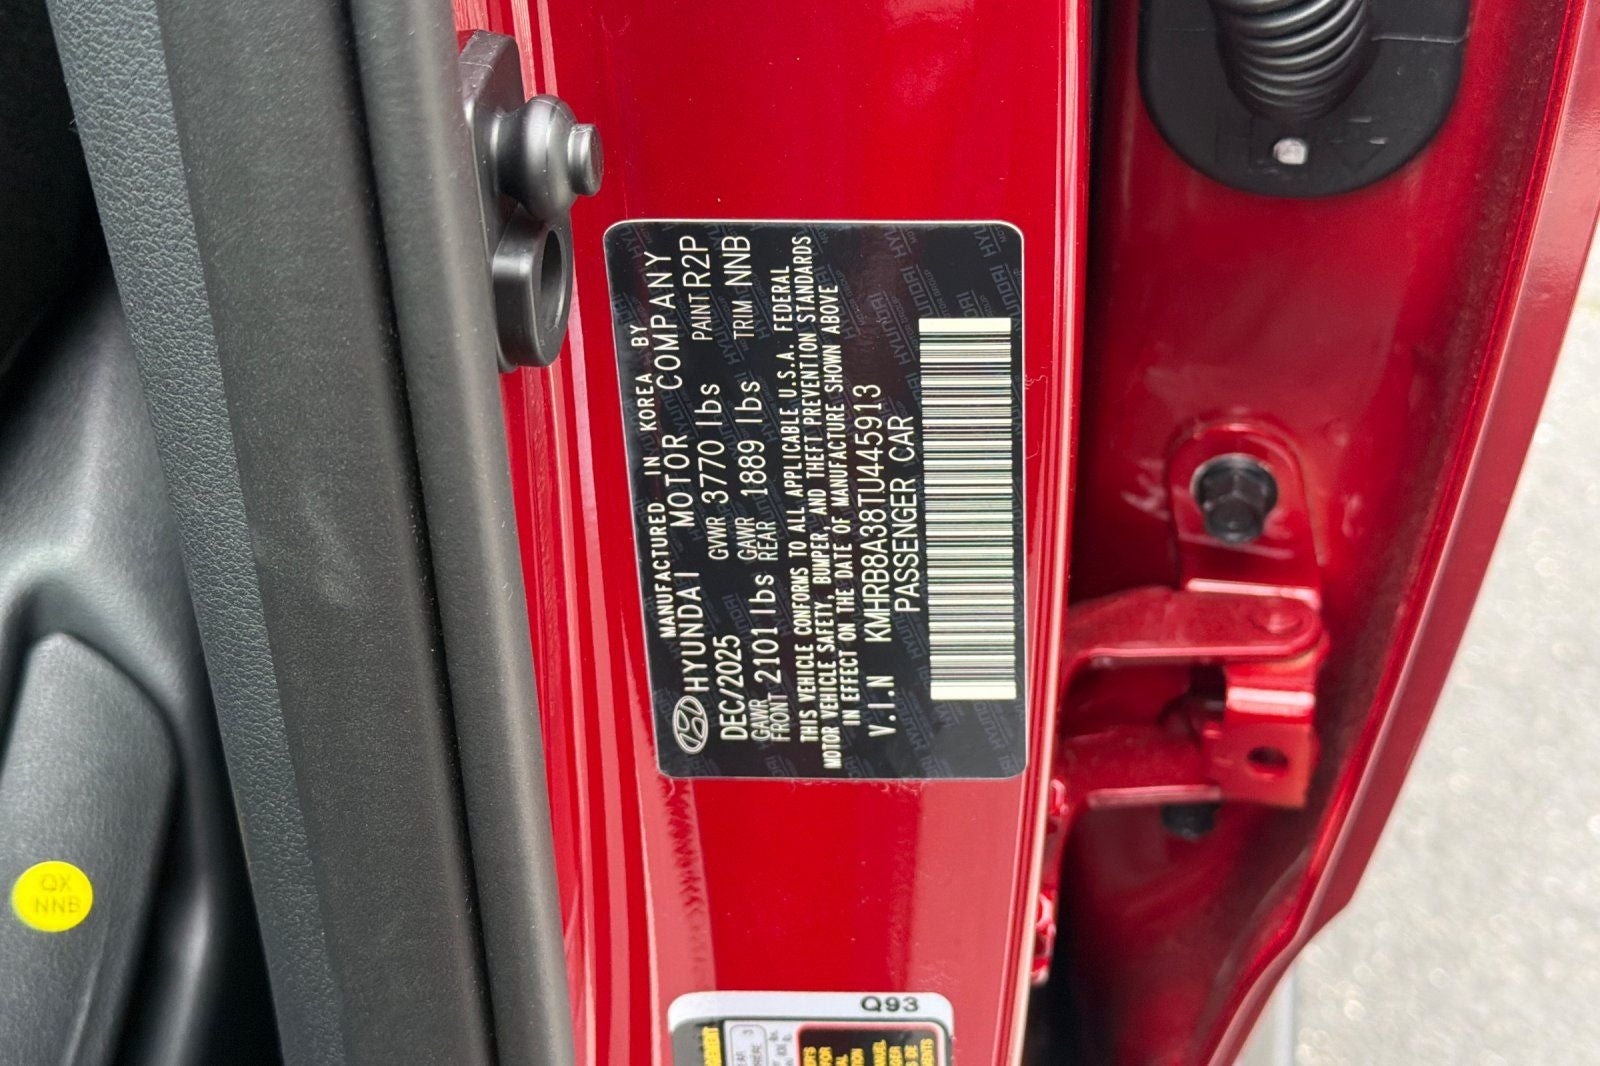 MANUFACTURED IN KOREA BY
HYUNDAI MOTOR COMPANY
DEC/2025 GVWR 3770 lbs PAINT R2P
GAWR FRONT 2101 lbs GAWR REAR 1889 lbs TRIM NNB
THIS VEHICLE CONFORMS TO ALL APPLICABLE U.S.A. FEDERAL
MOTOR VEHICLE SAFETY, BUMPER, AND THEFT PREVENTION STANDARDS
IN EFFECT ON THE DATE OF MANUFACTURE SHOWN ABOVE
V.I.N KMHRB8A38TU445913
PASSENGER CAR
QX
NNB
Q93